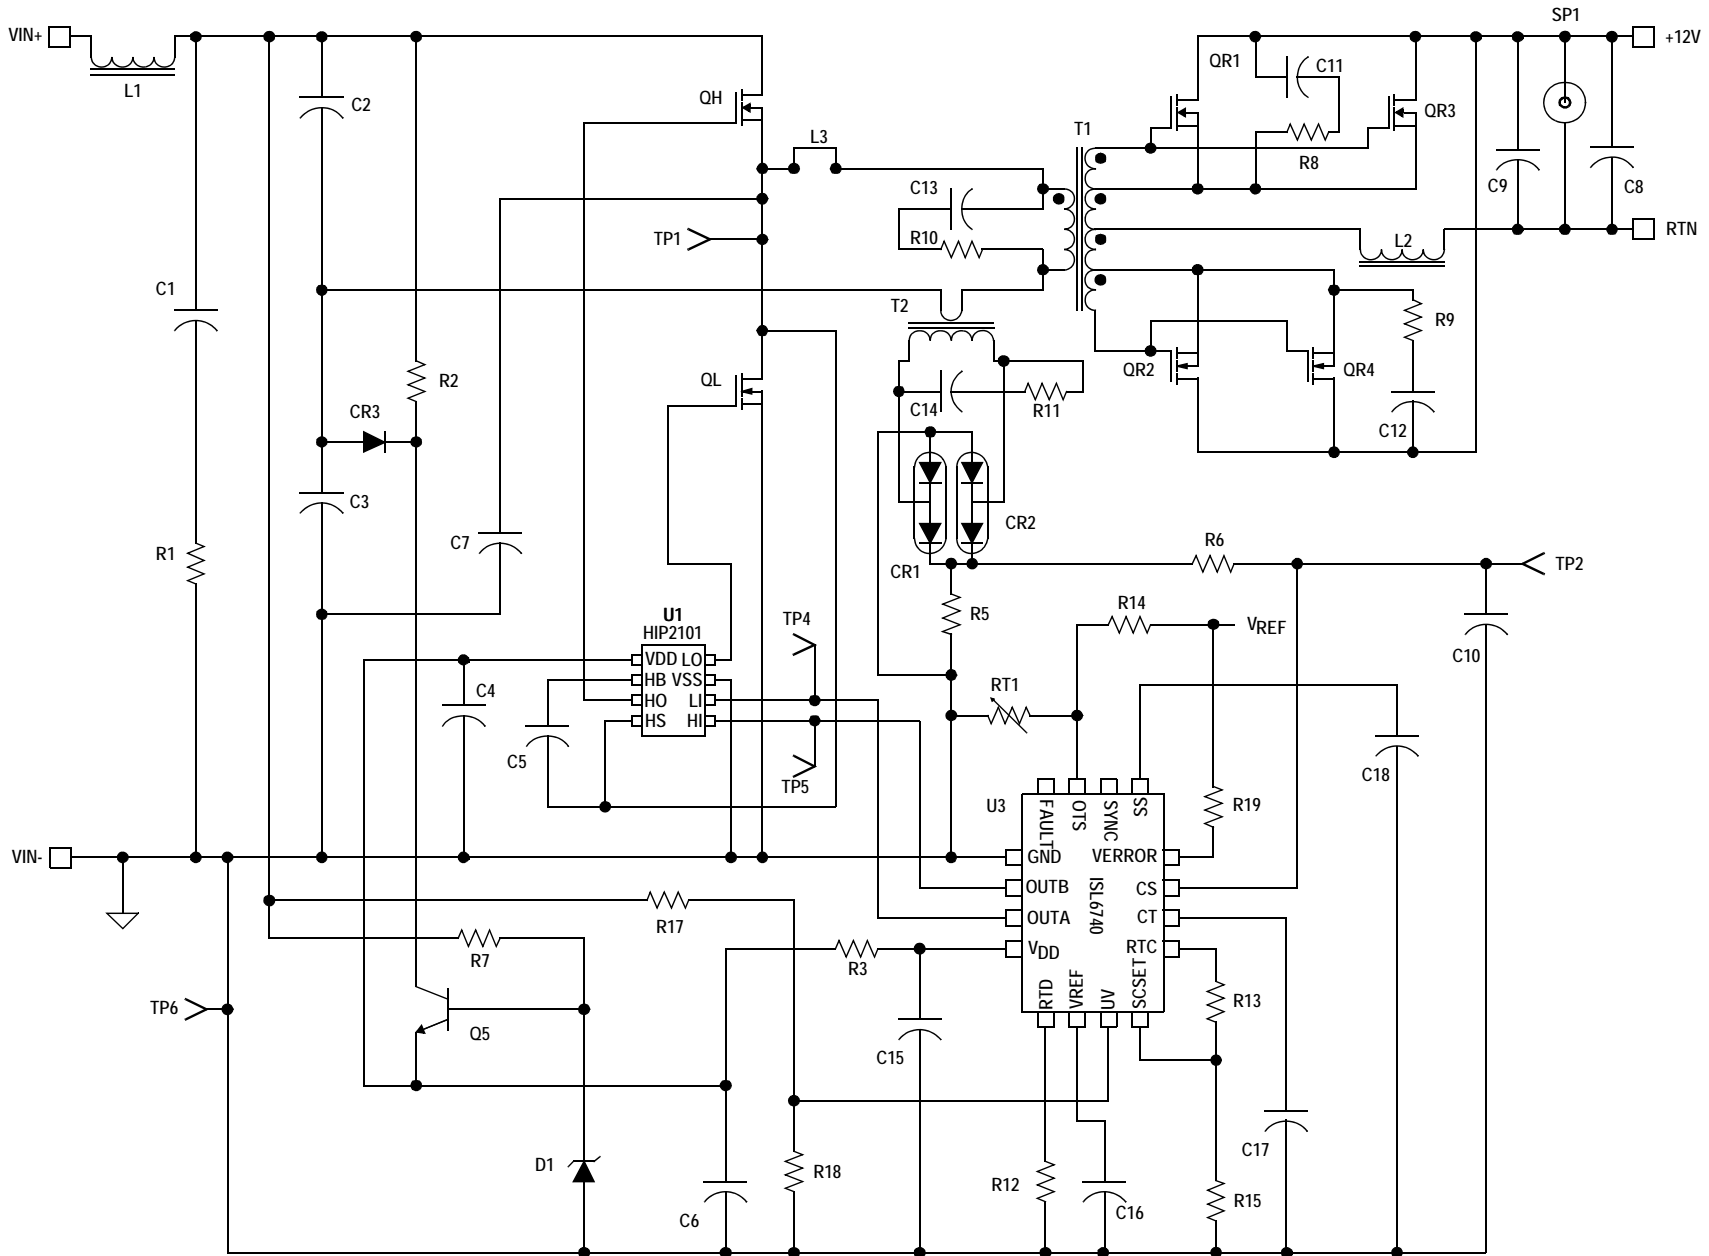 SP1
VIN+
+12V
QR1
C11
L1
C2
QH
QR3
T1
L3
R8
C13
C9
C8
TP1
R10
L2
RTN
C1
T2
R9
R2
QL
QR2
QR4
C14
R11
CR3
C12
C3
CR2
C7
R6
R1
CR1
TP2
R5
R14
U1
HIP2101
TP4
VREF
C10
VDD LO
HB VSS
HO LI
HS HI
C4
RT1
C5
TP5
C18
U3
FAULT
OTS
SYNC
SS
R19
VIN-
GND
VERROR
OUTB
ISL6740
CS
OUTA
CT
R17
VDD
RTC
R7
R3
RTD
VREF
UV
SCSET
R13
TP6
Q5
C15
C17
D1
R18
R12
C16
R15
C6